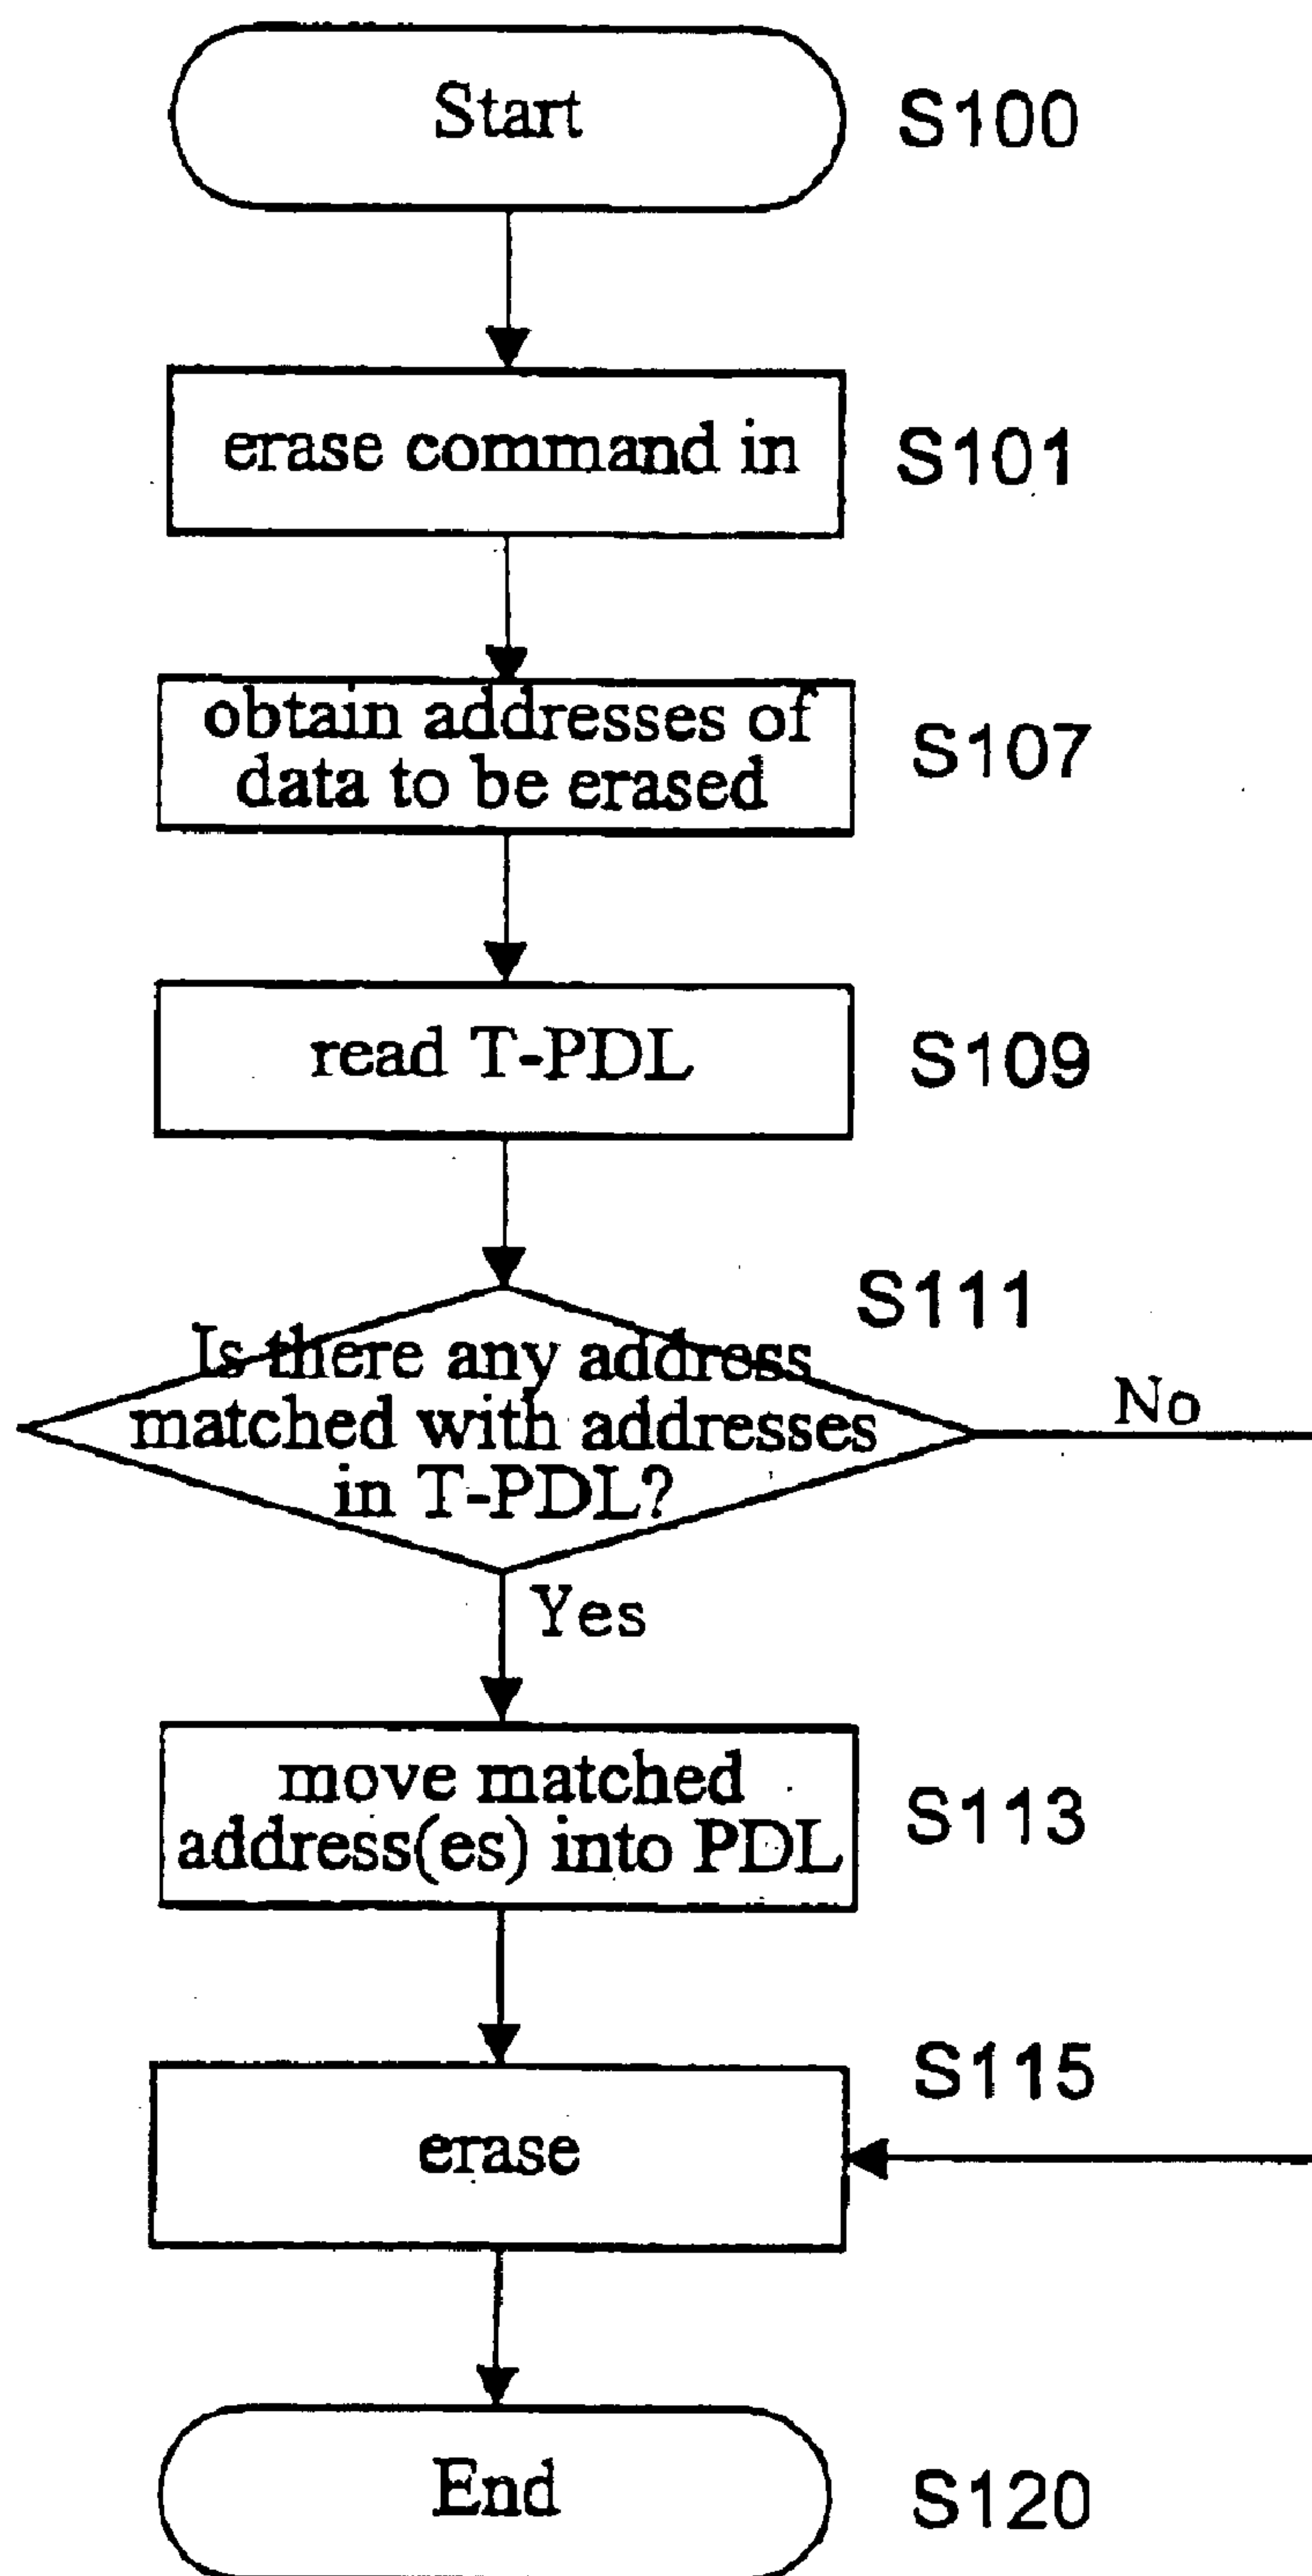 Start
S100
erase command in
S101
obtain addresses of
data to be erased
S107
read T-PDL
S109
S111
Is there any address
matched with addresses
in T-PDL?
No
Yes
move matched
address(es) into PDL
S113
S115
erase
End
S120